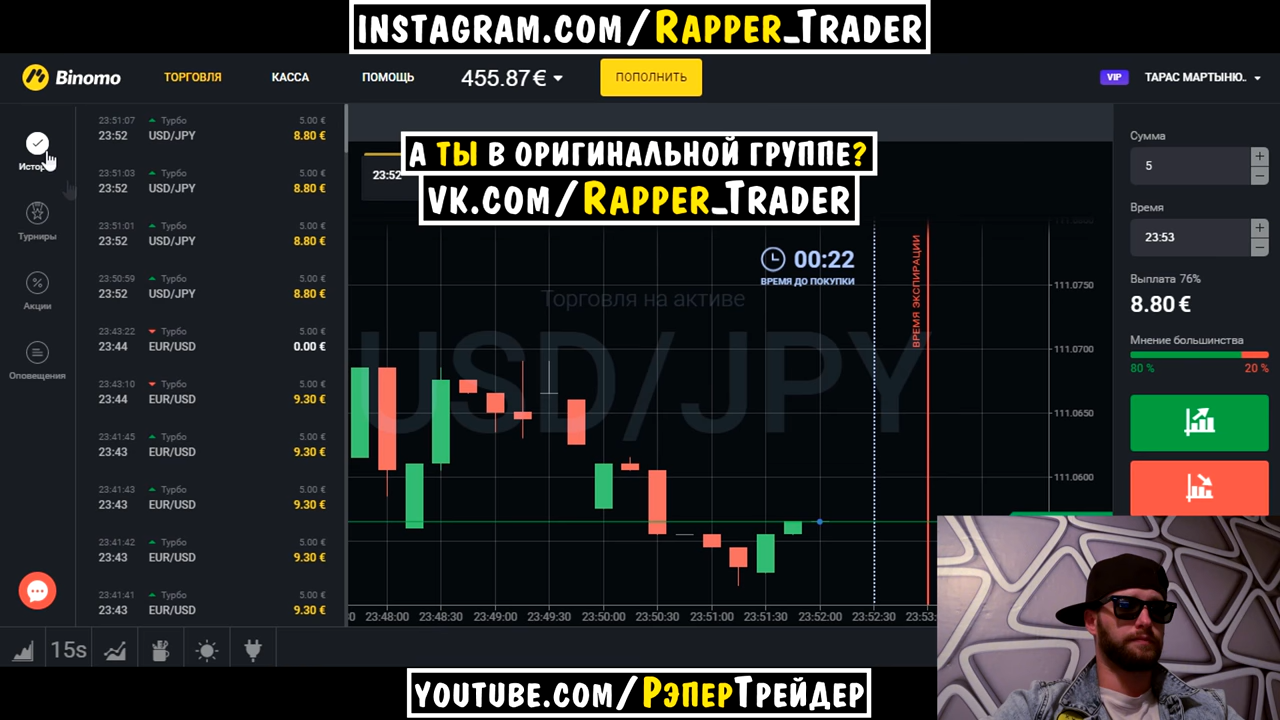 INSTAGRAM.COM/RAPPER_TRADER
Binomo
ТОРГОВЛЯ
КАССА
ПОМОЩЬ
455.87 €
ПОПОЛНИТЬ
VIP
ТАРАС МАРТЫНЮ..
23:51:07 Турбо 5.00 €
23:52 USD/JPY 8.80 €
23:51:03 Турбо 5.00 €
23:52 USD/JPY 8.80 €
23:51:01 Турбо 5.00 €
23:52 USD/JPY 8.80 €
23:50:59 Турбо 5.00 €
23:52 USD/JPY 8.80 €
23:43:22 Турбо 5.00 €
23:44 EUR/USD 0.00 €
23:43:10 Турбо 5.00 €
23:44 EUR/USD 9.30 €
23:41:45 Турбо 5.00 €
23:43 EUR/USD 9.30 €
23:41:43 Турбо 5.00 €
23:43 EUR/USD 9.30 €
23:41:42 Турбо 5.00 €
23:43 EUR/USD 9.30 €
23:41:41 Турбо 5.00 €
23:43 EUR/USD 9.30 €
Турниры
Акции
Оповещения
А ТЫ В ОРИГИНАЛЬНОЙ ГРУППЕ?
23:52
VK.COM/RAPPER_TRADER
00:22
ВРЕМЯ ДО ПОКУПКИ
ВРЕМЯ ЭКСПИРАЦИИ
Торговля на активе
USD/JPY
111.0750
111.0700
111.0650
111.0600
23:48:00 23:48:30 23:49:00 23:49:30 23:50:00 23:50:30 23:51:00 23:51:30 23:52:00 23:52:30
Сумма
5
Время
23:53
Выплата 76%
8.80 €
Мнение большинства
80 % 20 %
15s
YOUTUBE.COM/РЭПЕРТРЕЙДЕР